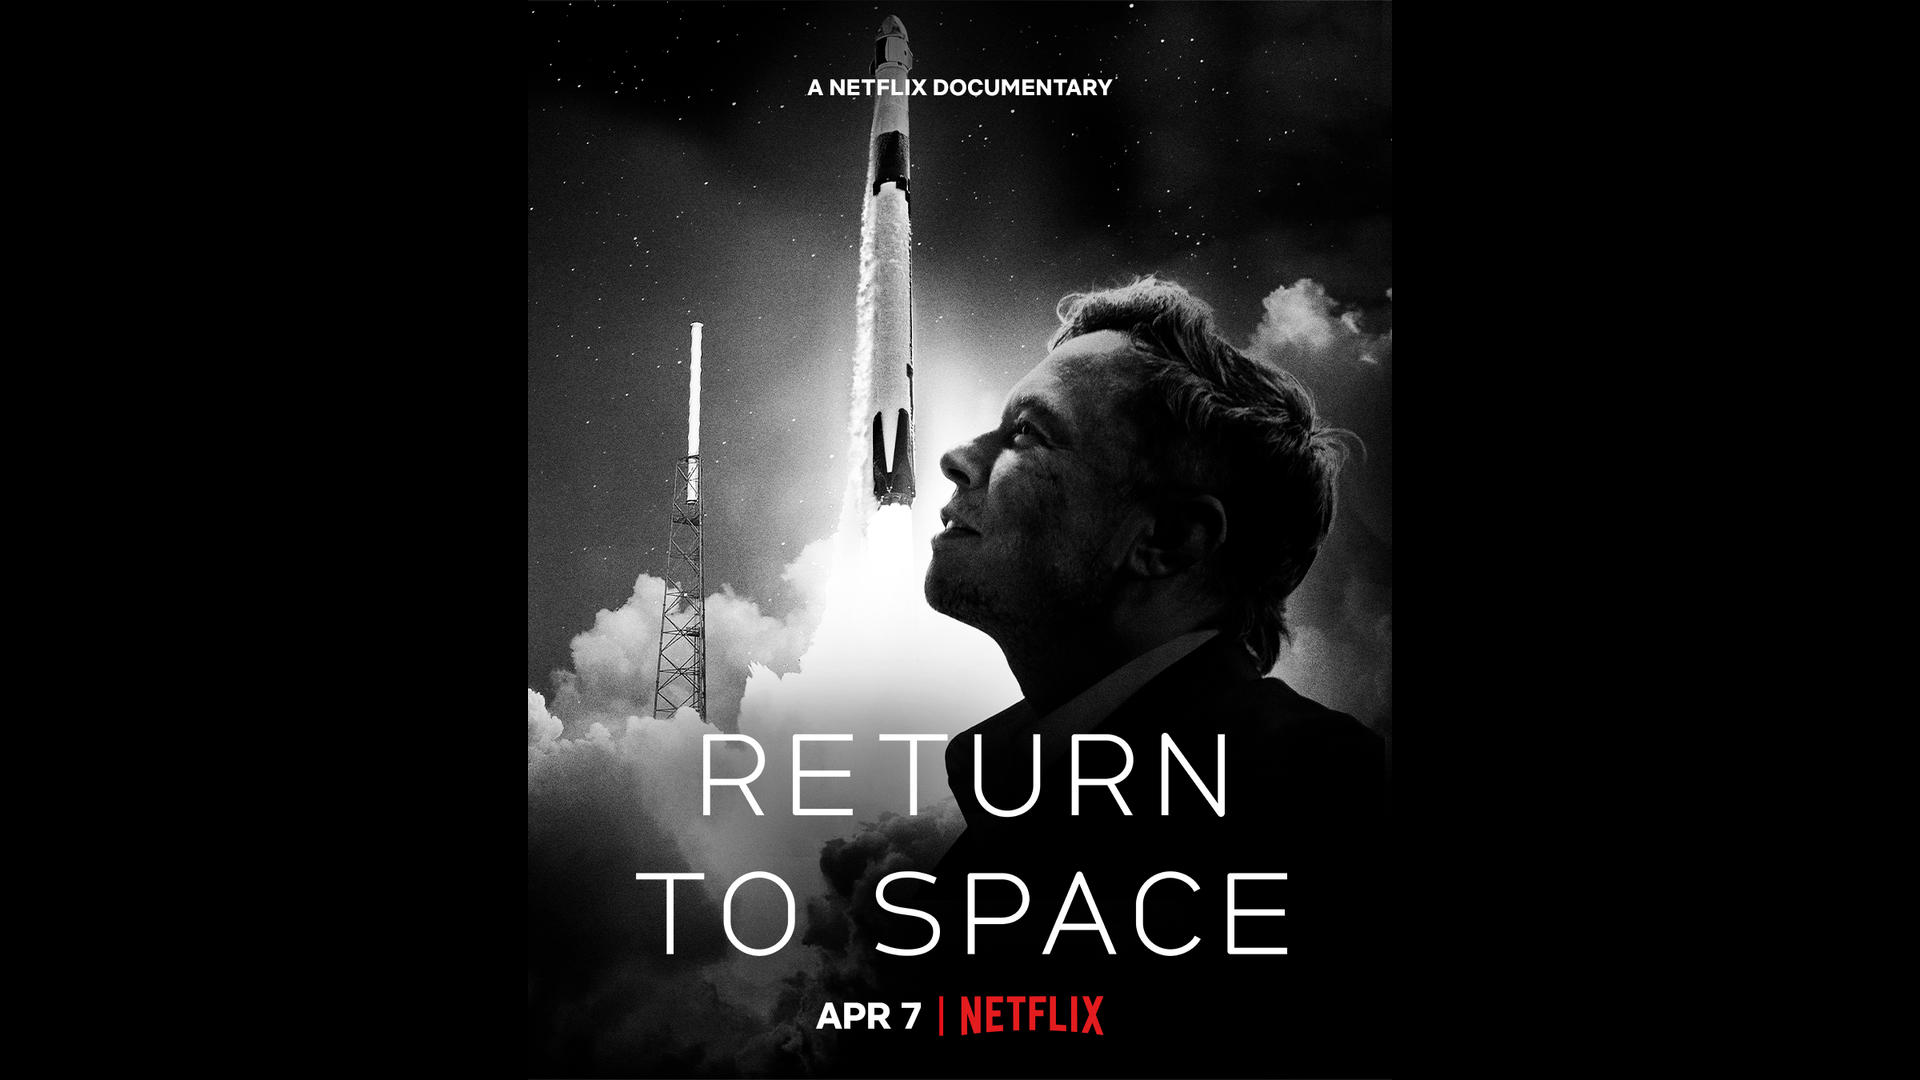 A NETFLIX DOCUMENTARY
RETURN
TO SPACE
APR 7 | NETFLIX